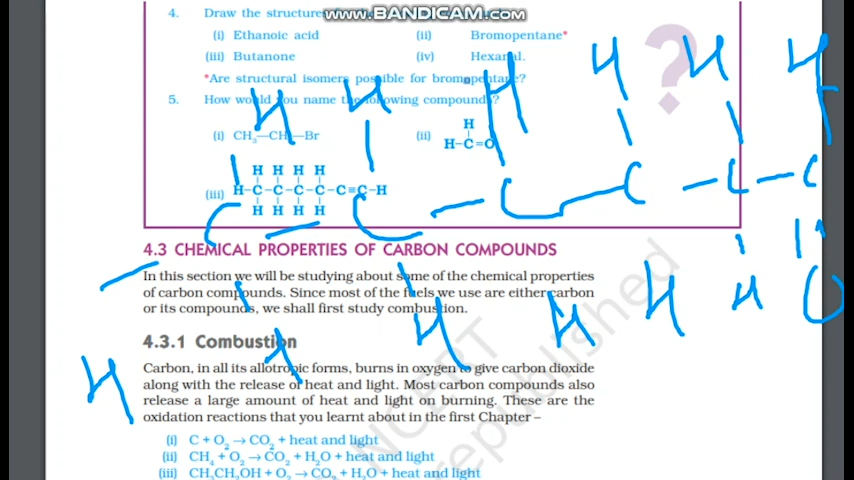 www.BANDICAM.com
4. Draw the structures
(i) Ethanoic acid (ii) Bromopentane*
(iii) Butanone (iv) Hexanal.
*Are structural isomers possible for bromopentane?
5. How would you name the following compounds?
(i) CH₃—CH₂—Br (ii) H
H–C=O
H H H H
(iii) H–C–C–C–C–C≡C–H
H H H H
H H H H H H
C C C C C C
H H H H H H O
?
4.3 CHEMICAL PROPERTIES OF CARBON COMPOUNDS
In this section we will be studying about some of the chemical properties
of carbon compounds. Since most of the fuels we use are either carbon
or its compounds, we shall first study combustion.
4.3.1 Combustion
Carbon, in all its allotropic forms, burns in oxygen to give carbon dioxide
along with the release of heat and light. Most carbon compounds also
release a large amount of heat and light on burning. These are the
oxidation reactions that you learnt about in the first Chapter –
(i) C + O₂ → CO₂ + heat and light
(ii) CH₄ + O₂ → CO₂ + H₂O + heat and light
(iii) CH₃CH₂OH + O₂ → CO₂ + H₂O + heat and light
NCERT
republished